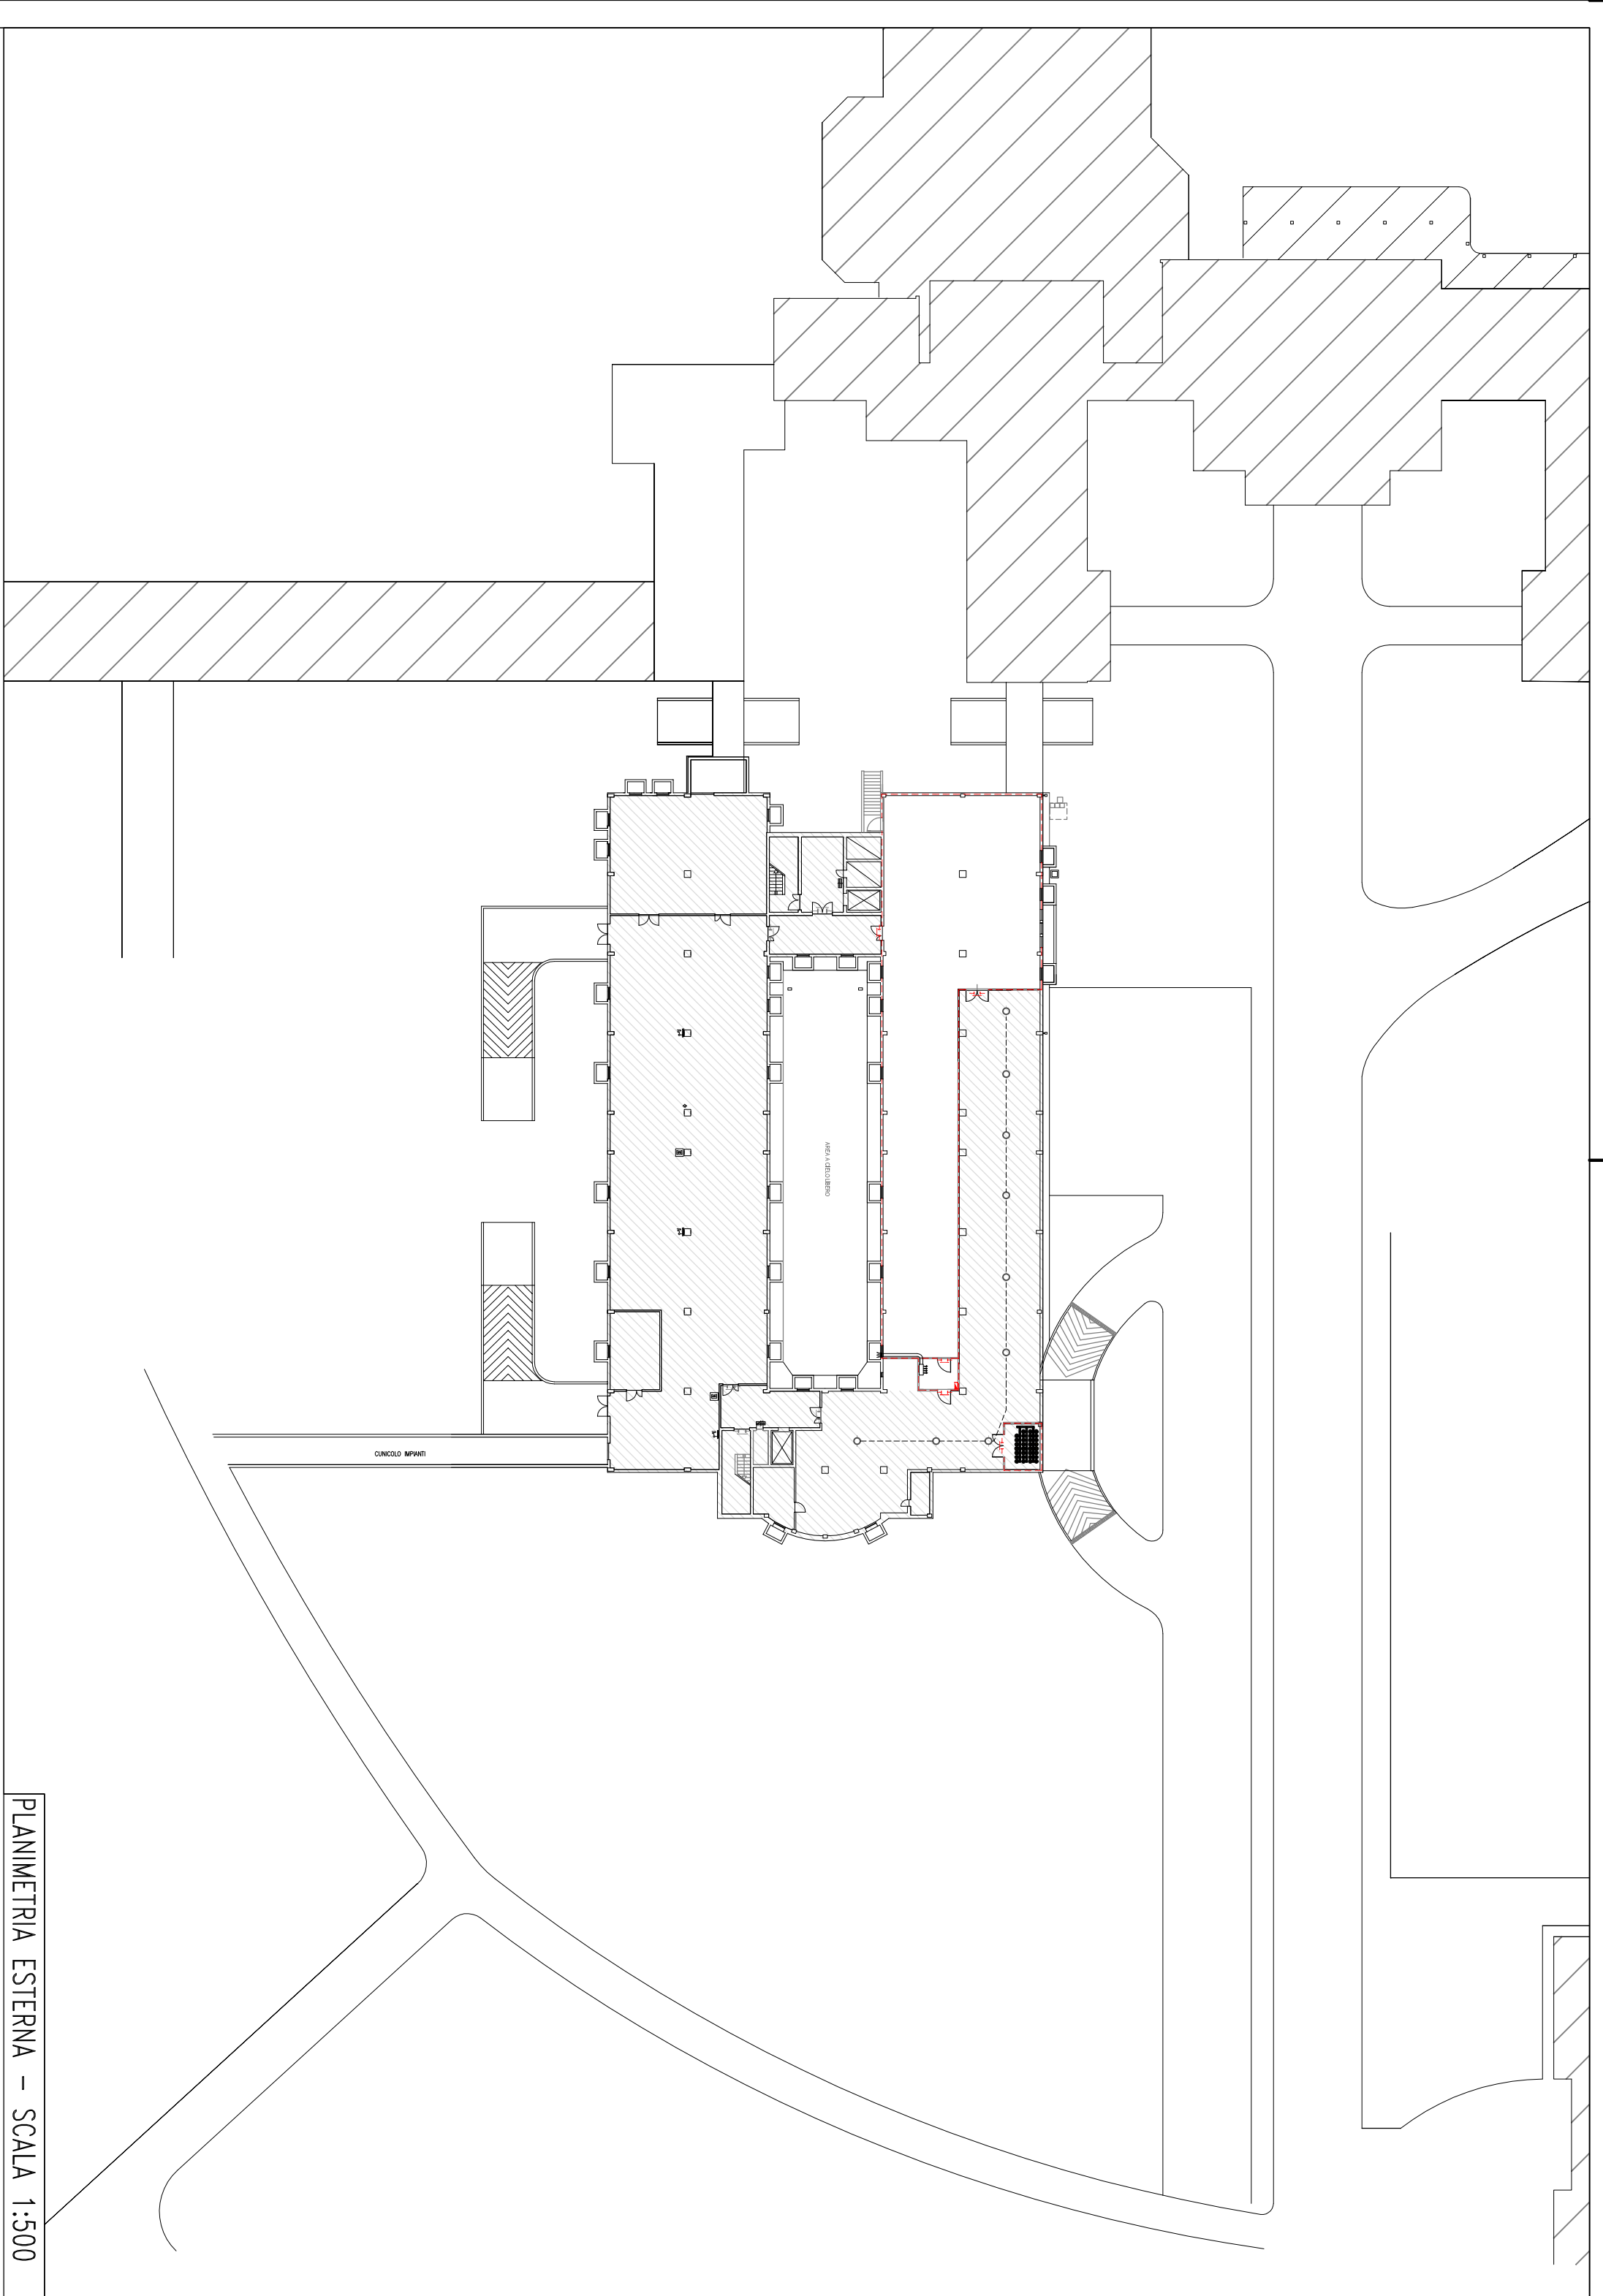 AREA A CIELO LIBERO
CUNICOLO IMPIANTI
PLANIMETRIA ESTERNA - SCALA 1:500